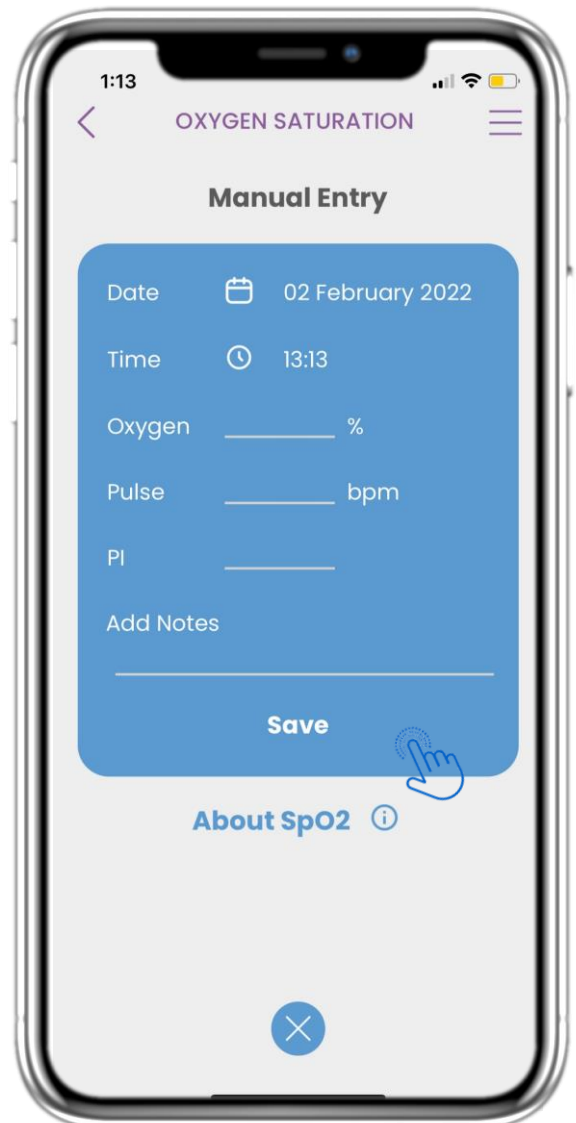 1:13
OXYGEN SATURATION
Manual Entry
Date 02 February 2022
Time 13:13
Oxygen %
Pulse bpm
PI
Add Notes
Save
About SpO2